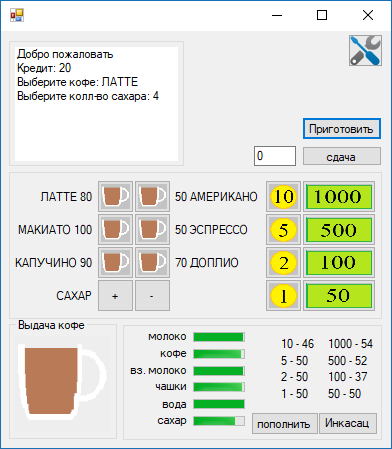 Добро пожаловать
Кредит: 20
Выберите кофе: ЛАТТЕ
Выберите колл-во сахара: 4
Приготовить
0 сдача
ЛАТТЕ 80 50 АМЕРИКАНО 10 1000
МАКИАТО 100 50 ЭСПРЕССО 5 500
КАПУЧИНО 90 70 ДОПЛИО 2 100
САХАР + - 1 50
Выдача кофе
молоко
кофе
вз. молоко
чашки
вода
сахар
10 - 46 1000 - 54
5 - 50 500 - 52
2 - 50 100 - 37
1 - 50 50 - 50
пополнить Инкасац